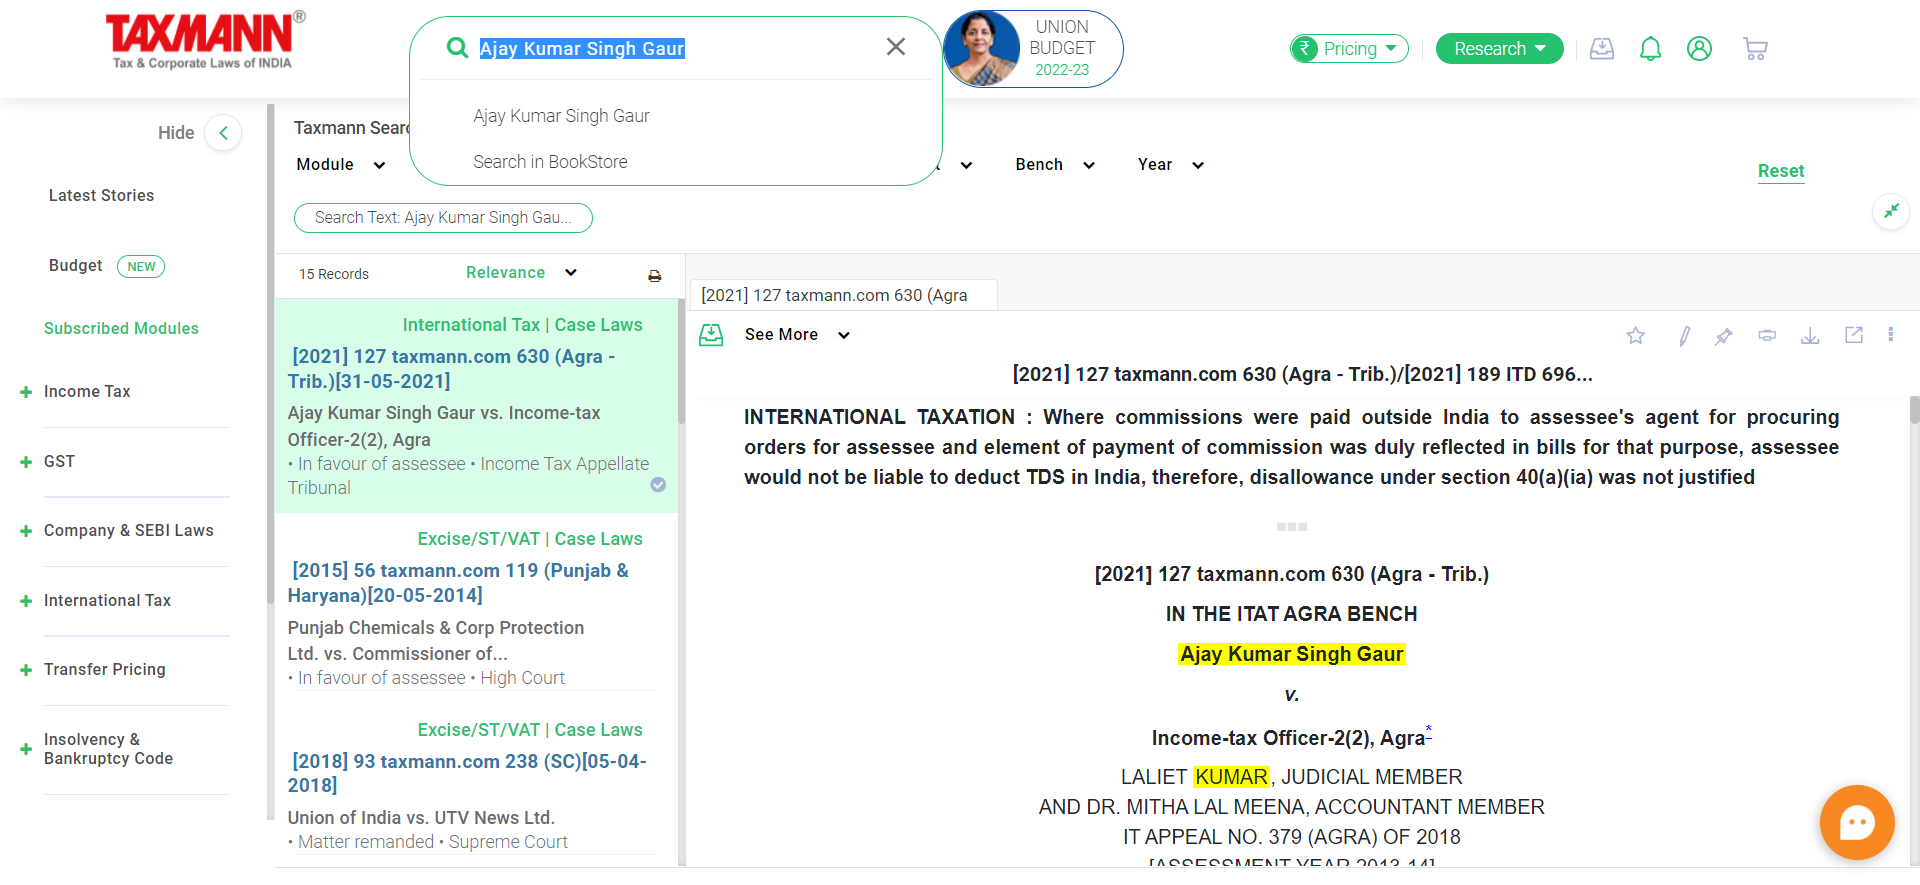 TAXMANN®
Tax & Corporate Laws of INDIA
Ajay Kumar Singh Gaur
Ajay Kumar Singh Gaur
Search in BookStore
UNION
BUDGET
2022-23
₹ Pricing
Research
Hide
Latest Stories
Budget NEW
Subscribed Modules
Income Tax
GST
Company & SEBI Laws
International Tax
Transfer Pricing
Insolvency &
Bankruptcy Code
Taxmann
Module
Bench
Year
Reset
Search Text: Ajay Kumar Singh Gau...
15 Records
Relevance
International Tax | Case Laws
[2021] 127 taxmann.com 630 (Agra -
Trib.)[31-05-2021]
Ajay Kumar Singh Gaur vs. Income-tax
Officer-2(2), Agra
• In favour of assessee • Income Tax Appellate
Tribunal
Excise/ST/VAT | Case Laws
[2015] 56 taxmann.com 119 (Punjab &
Haryana)[20-05-2014]
Punjab Chemicals & Corp Protection
Ltd. vs. Commissioner of...
• In favour of assessee • High Court
Excise/ST/VAT | Case Laws
[2018] 93 taxmann.com 238 (SC)[05-04-
2018]
Union of India vs. UTV News Ltd.
• Matter remanded • Supreme Court
[2021] 127 taxmann.com 630 (Agra
See More
[2021] 127 taxmann.com 630 (Agra - Trib.)/[2021] 189 ITD 696...
INTERNATIONAL TAXATION : Where commissions were paid outside India to assessee's agent for procuring
orders for assessee and element of payment of commission was duly reflected in bills for that purpose, assessee
would not be liable to deduct TDS in India, therefore, disallowance under section 40(a)(ia) was not justified
[2021] 127 taxmann.com 630 (Agra - Trib.)
IN THE ITAT AGRA BENCH
Ajay Kumar Singh Gaur
v.
Income-tax Officer-2(2), Agra*
LALIET KUMAR, JUDICIAL MEMBER
AND DR. MITHA LAL MEENA, ACCOUNTANT MEMBER
IT APPEAL NO. 379 (AGRA) OF 2018
[ASSESSMENT YEAR 2013-14]